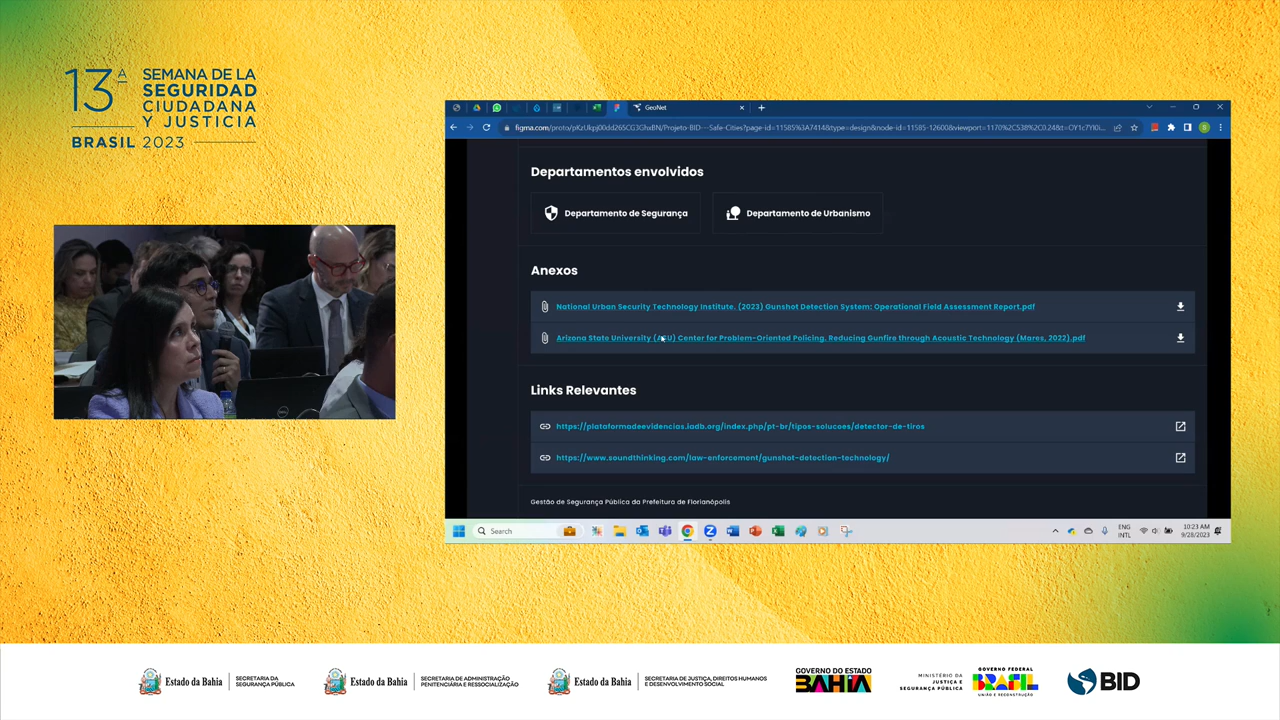 13ª SEMANA DE LA
SEGURIDAD
CIUDADANA
Y JUSTICIA
BRASIL 2023
GeoNet
Departamentos envolvidos
Departamento de Segurança
Departamento de Urbanismo
Anexos
National Urban Security Technology Institute. (2023) Gunshot Detection System: Operational Field Assessment Report.pdf
Arizona State University (ASU) Center for Problem-Oriented Policing. Reducing Gunfire through Acoustic Technology (Mares, 2022).pdf
Links Relevantes
https://plataformadeevidencias.iadb.org/index.php/pt-br/tipos-solucoes/detector-de-tiros
https://www.soundthinking.com/law-enforcement/gunshot-detection-technology/
Gestão de Segurança Pública da Prefeitura de Florianópolis
Search
ENG
INTL
10:23 AM
9/28/2023
Estado da Bahia
SECRETARIA DA
SEGURANÇA PÚBLICA
Estado da Bahia
SECRETARIA DE ADMINISTRAÇÃO
PENITENCIÁRIA E RESSOCIALIZAÇÃO
Estado da Bahia
SECRETARIA DE JUSTIÇA, DIREITOS HUMANOS
E DESENVOLVIMENTO SOCIAL
GOVERNO DO ESTADO
BAHIA
MINISTÉRIO DA
JUSTIÇA E
SEGURANÇA PÚBLICA
GOVERNO FEDERAL
BRASIL
UNIÃO E RECONSTRUÇÃO
BID